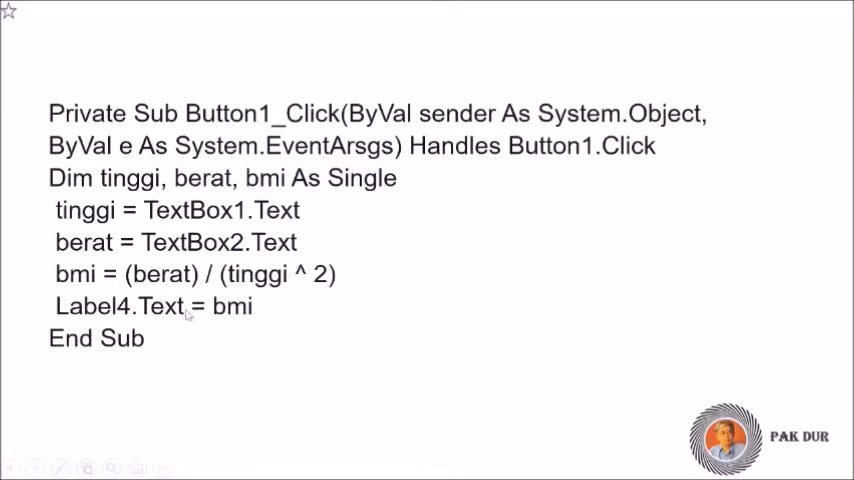 Private Sub Button1_Click(ByVal sender As System.Object,
ByVal e As System.EventArsgs) Handles Button1.Click
Dim tinggi, berat, bmi As Single
tinggi = TextBox1.Text
berat = TextBox2.Text
bmi = (berat) / (tinggi ^ 2)
Label4.Text = bmi
End Sub
PAK DUR